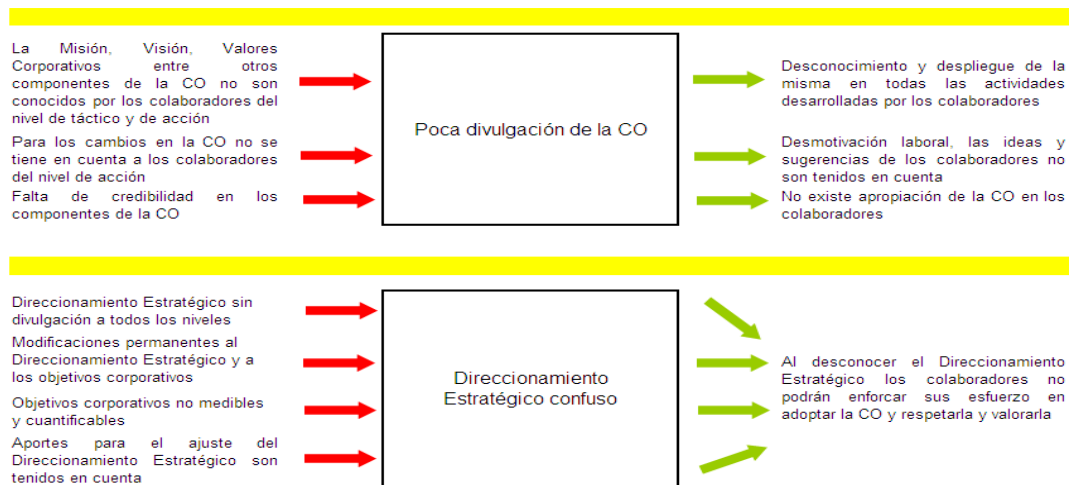 La Misión, Visión, Valores
Corporativos entre otros
componentes de la CO no son
conocidos por los colaboradores del
nivel de táctico y de acción
Para los cambios en la CO no se
tiene en cuenta a los colaboradores
del nivel de acción
Falta de credibilidad en los
componentes de la CO
Poca divulgación de la CO
Desconocimiento y despliegue de la
misma en todas las actividades
desarrolladas por los colaboradores
Desmotivación laboral, las ideas y
sugerencias de los colaboradores no
son tenidos en cuenta
No existe apropiación de la CO en los
colaboradores
Direccionamiento Estratégico sin
divulgación a todos los niveles
Modificaciones permanentes al
Direccionamiento Estratégico y a
los objetivos corporativos
Objetivos corporativos no medibles
y cuantificables
Aportes para el ajuste del
Direccionamiento Estratégico son
tenidos en cuenta
Direccionamiento
Estratégico confuso
Al desconocer el Direccionamiento
Estratégico los colaboradores no
podrán enforcar sus esfuerzo en
adoptar la CO y respetarla y valorarla